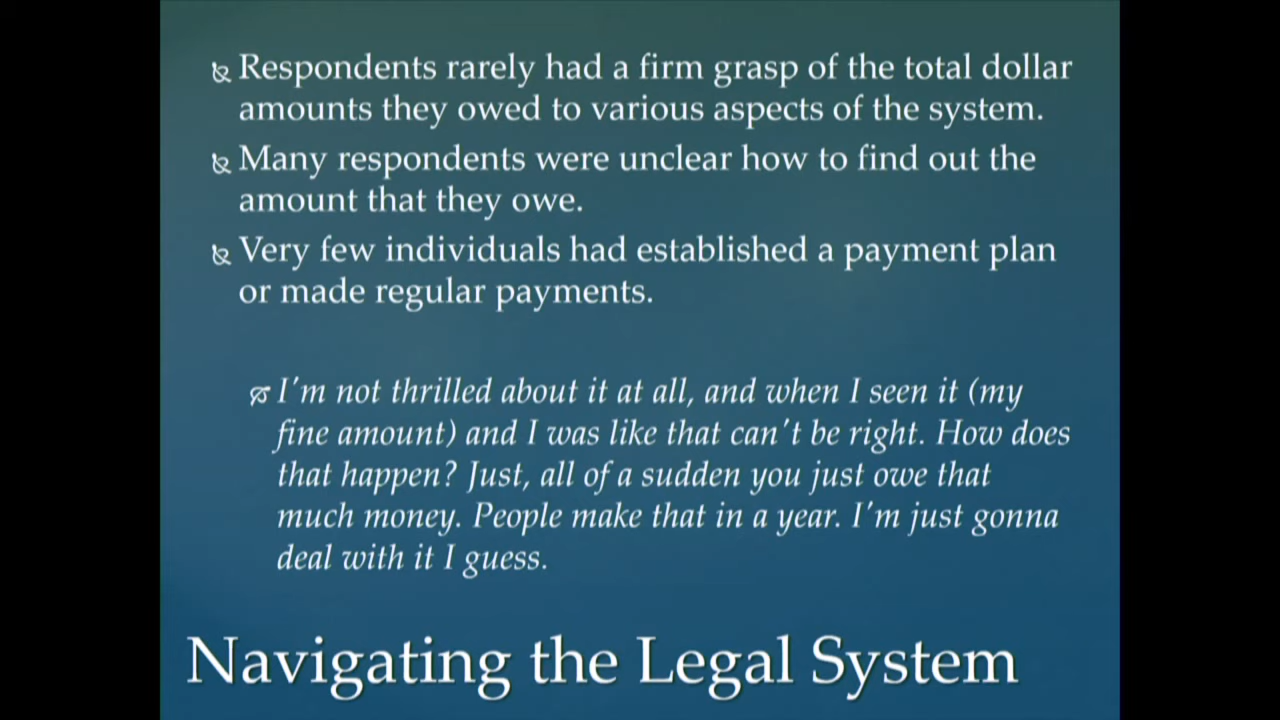 Respondents rarely had a firm grasp of the total dollar
amounts they owed to various aspects of the system.
Many respondents were unclear how to find out the
amount that they owe.
Very few individuals had established a payment plan
or made regular payments.
I'm not thrilled about it at all, and when I seen it (my
fine amount) and I was like that can't be right. How does
that happen? Just, all of a sudden you just owe that
much money. People make that in a year. I'm just gonna
deal with it I guess.
Navigating the Legal System